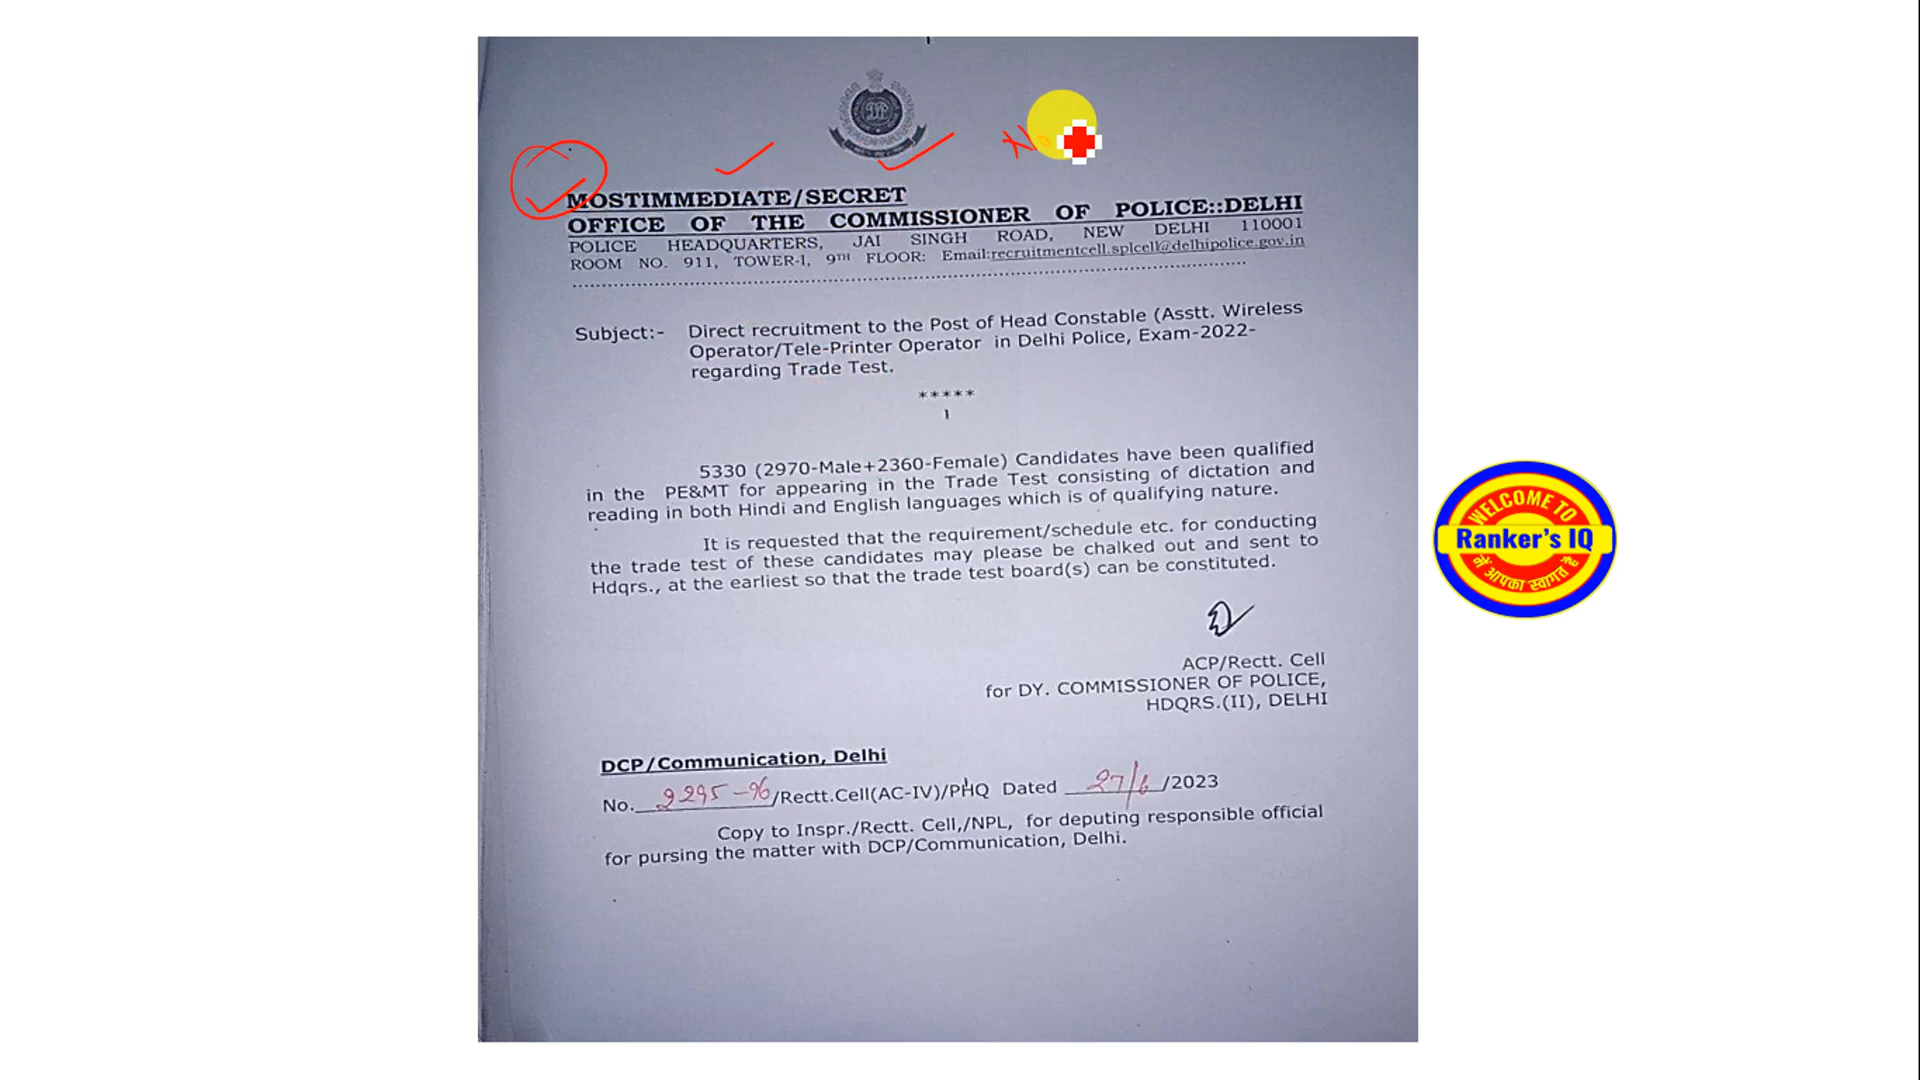 MOSTIMMEDIATE/SECRET
OFFICE OF THE COMMISSIONER OF POLICE::DELHI
POLICE HEADQUARTERS, JAI SINGH ROAD, NEW DELHI 110001
ROOM NO. 911, TOWER-I, 9TH FLOOR: Email:recruitmentcell.splcell@delhipolice.gov.in
Subject:- Direct recruitment to the Post of Head Constable (Asstt. Wireless
Operator/Tele-Printer Operator in Delhi Police, Exam-2022-
regarding Trade Test.
*****
5330 (2970-Male+2360-Female) Candidates have been qualified
in the PE&MT for appearing in the Trade Test consisting of dictation and
reading in both Hindi and English languages which is of qualifying nature.
It is requested that the requirement/schedule etc. for conducting
the trade test of these candidates may please be chalked out and sent to
Hdqrs., at the earliest so that the trade test board(s) can be constituted.
ACP/Rectt. Cell
for DY. COMMISSIONER OF POLICE,
HDQRS.(II), DELHI
DCP/Communication, Delhi
No. 2295-96/Rectt.Cell(AC-IV)/PHQ Dated 27/6/2023
Copy to Inspr./Rectt. Cell,/NPL, for deputing responsible official
for pursing the matter with DCP/Communication, Delhi.
WELCOME TO
Ranker's IQ
में आपका स्वागत है
No